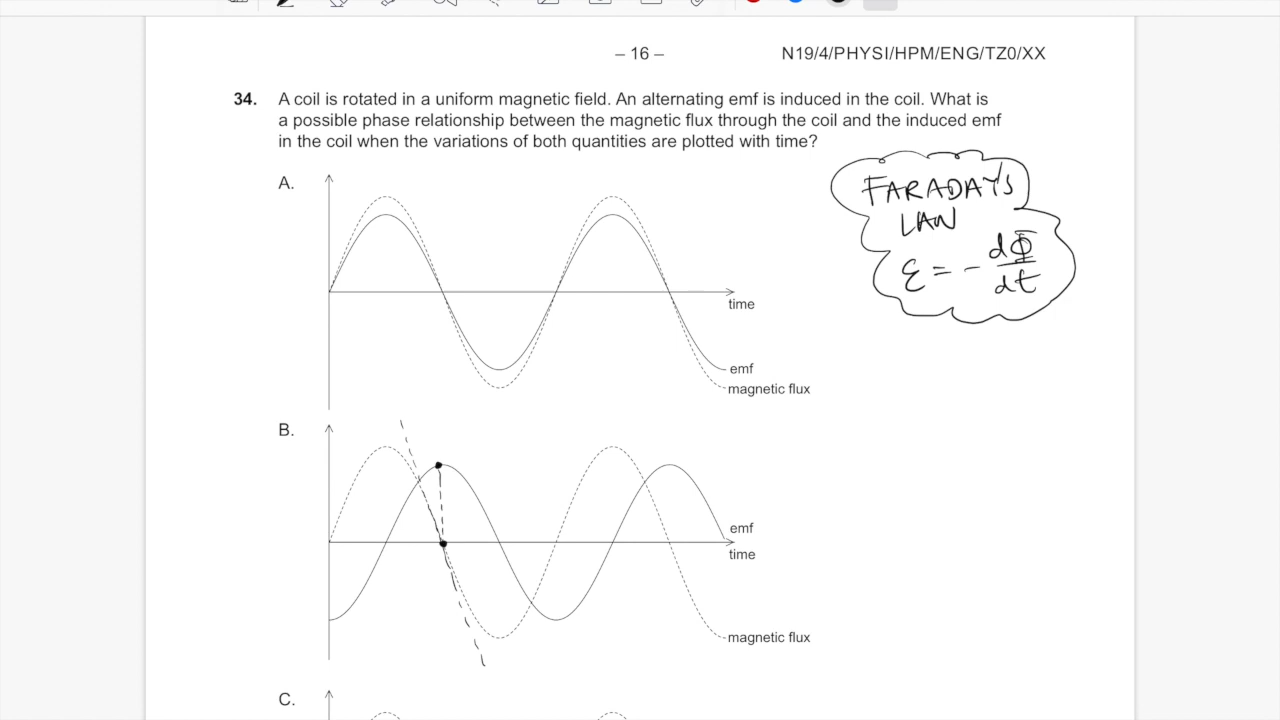 – 16 –
N19/4/PHYSI/HPM/ENG/TZ0/XX
34. A coil is rotated in a uniform magnetic field. An alternating emf is induced in the coil. What is
a possible phase relationship between the magnetic flux through the coil and the induced emf
in the coil when the variations of both quantities are plotted with time?
FARADAY'S
LAW
ε = - dΦ/dt
A.
time
emf
magnetic flux
B.
emf
time
magnetic flux
C.